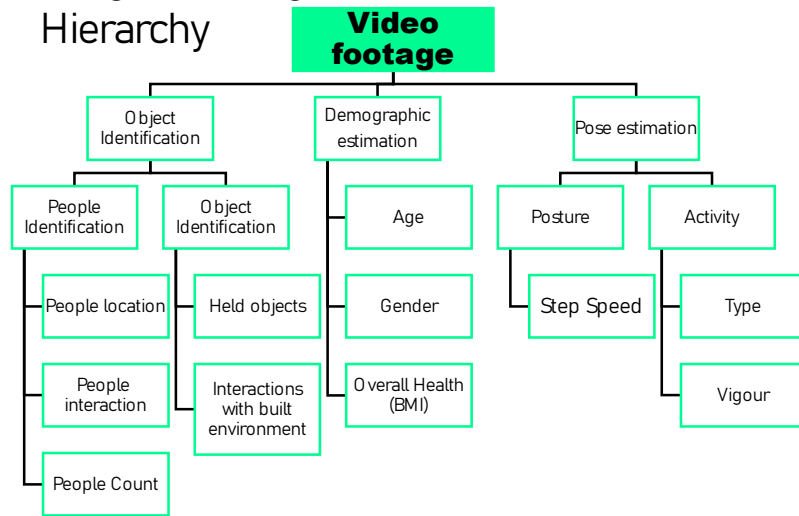 Hierarchy
Video
footage
Object
Identification
Demographic
estimation
Pose estimation
People
Identification
Object
Identification
Age
Posture
Activity
People location
Held objects
Gender
Step Speed
Type
People
interaction
Interactions
with built
environment
Overall Health
(BMI)
Vigour
People Count